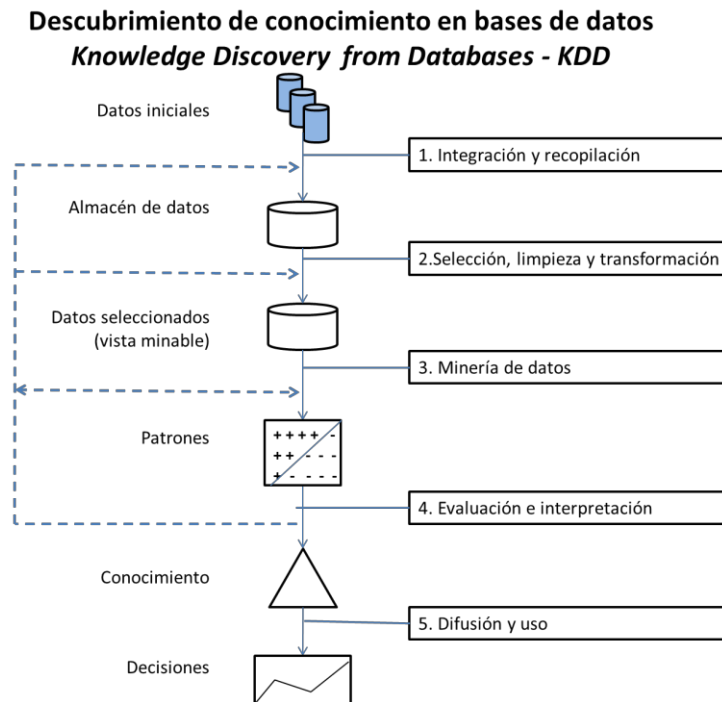 Descubrimiento de conocimiento en bases de datos
Knowledge Discovery from Databases - KDD
Datos iniciales
1. Integración y recopilación
Almacén de datos
2.Selección, limpieza y transformación
Datos seleccionados
(vista minable)
3. Minería de datos
Patrones
+ + + + -
+ + - - -
+ - - - -
4. Evaluación e interpretación
Conocimiento
5. Difusión y uso
Decisiones